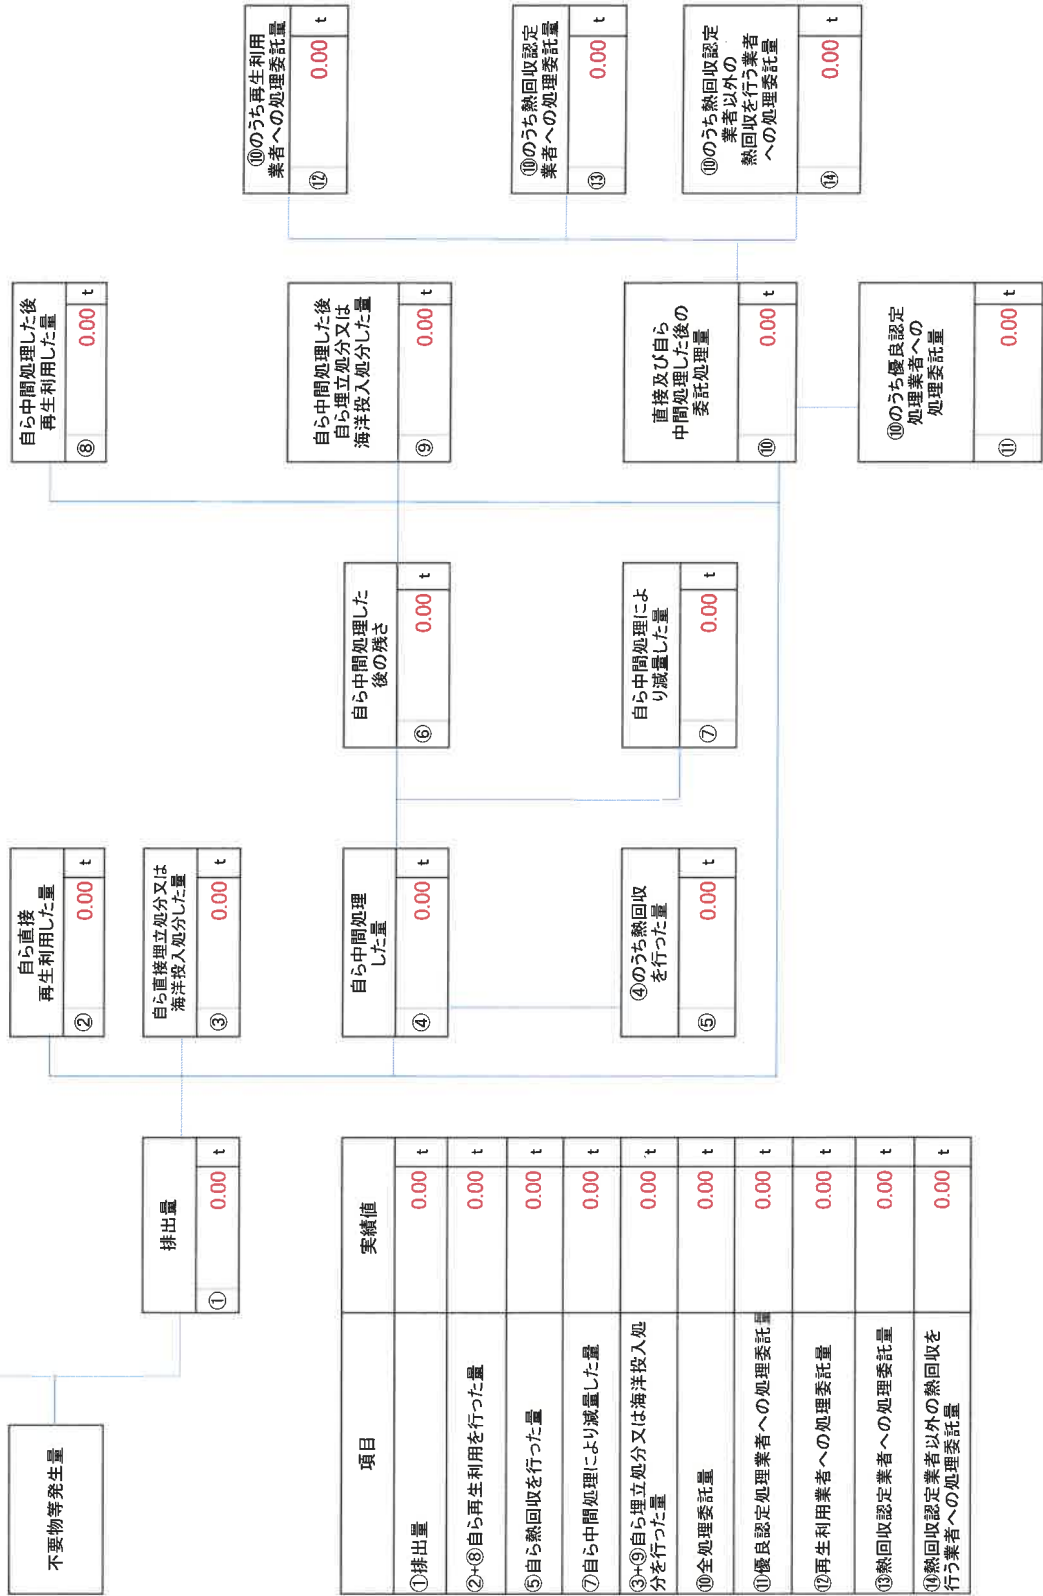 不要物等発生量
排出量
① 0.00 t
自ら直接
再生利用した量
② 0.00 t
自ら直接埋立処分又は
海洋投入処分した量
③ 0.00 t
自ら中間処理
した量
④ 0.00 t
④のうち熱回収
を行った量
⑤ 0.00 t
自ら中間処理した
後の残さ
⑥ 0.00 t
自ら中間処理によ
り減量した量
⑦ 0.00 t
自ら中間処理した後
再生利用した量
⑧ 0.00 t
自ら中間処理した後
自ら埋立処分又は
海洋投入処分した量
⑨ 0.00 t
直接及び自ら
中間処理した後の
委託処理量
⑩ 0.00 t
⑩のうち優良認定
処理業者への
処理委託量
⑪ 0.00 t
⑩のうち再生利用
業者への処理委託量
⑫ 0.00 t
⑩のうち熱回収認定
業者への処理委託量
⑬ 0.00 t
⑩のうち熱回収認定
業者以外の
熱回収を行う業者
への処理委託量
⑭ 0.00 t
項目 実績値
①排出量 0.00 t
②+⑧自ら再生利用を行った量 0.00 t
⑤自ら熱回収を行った量 0.00 t
⑦自ら中間処理により減量した量 0.00 t
③+⑨自ら埋立処分又は海洋投入処
分を行った量 0.00 t
⑩全処理委託量 0.00 t
⑪優良認定処理業者への処理委託量 0.00 t
⑫再生利用業者への処理委託量 0.00 t
⑬熱回収認定業者への処理委託量 0.00 t
⑭熱回収認定業者以外の熱回収を
行う業者への処理委託量 0.00 t